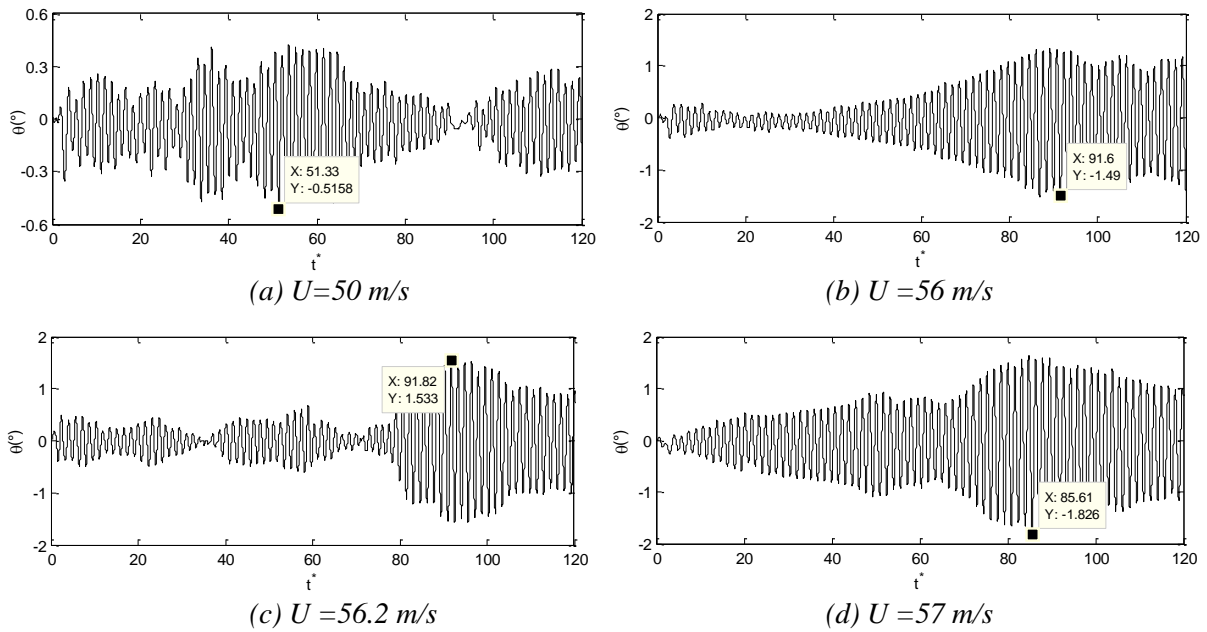 0.6
0.3
0
-0.3
-0.6
θ(°)
X: 51.33
Y: -0.5158
0 20 40 60 80 100 120
t*
(a) U=50 m/s
2
1
0
-1
-2
θ(°)
X: 91.6
Y: -1.49
0 20 40 60 80 100 120
t*
(b) U =56 m/s
2
1
0
-1
-2
θ(°)
X: 91.82
Y: 1.533
0 20 40 60 80 100 120
t*
(c) U =56.2 m/s
2
1
0
-1
-2
θ(°)
X: 85.61
Y: -1.826
0 20 40 60 80 100 120
t*
(d) U =57 m/s